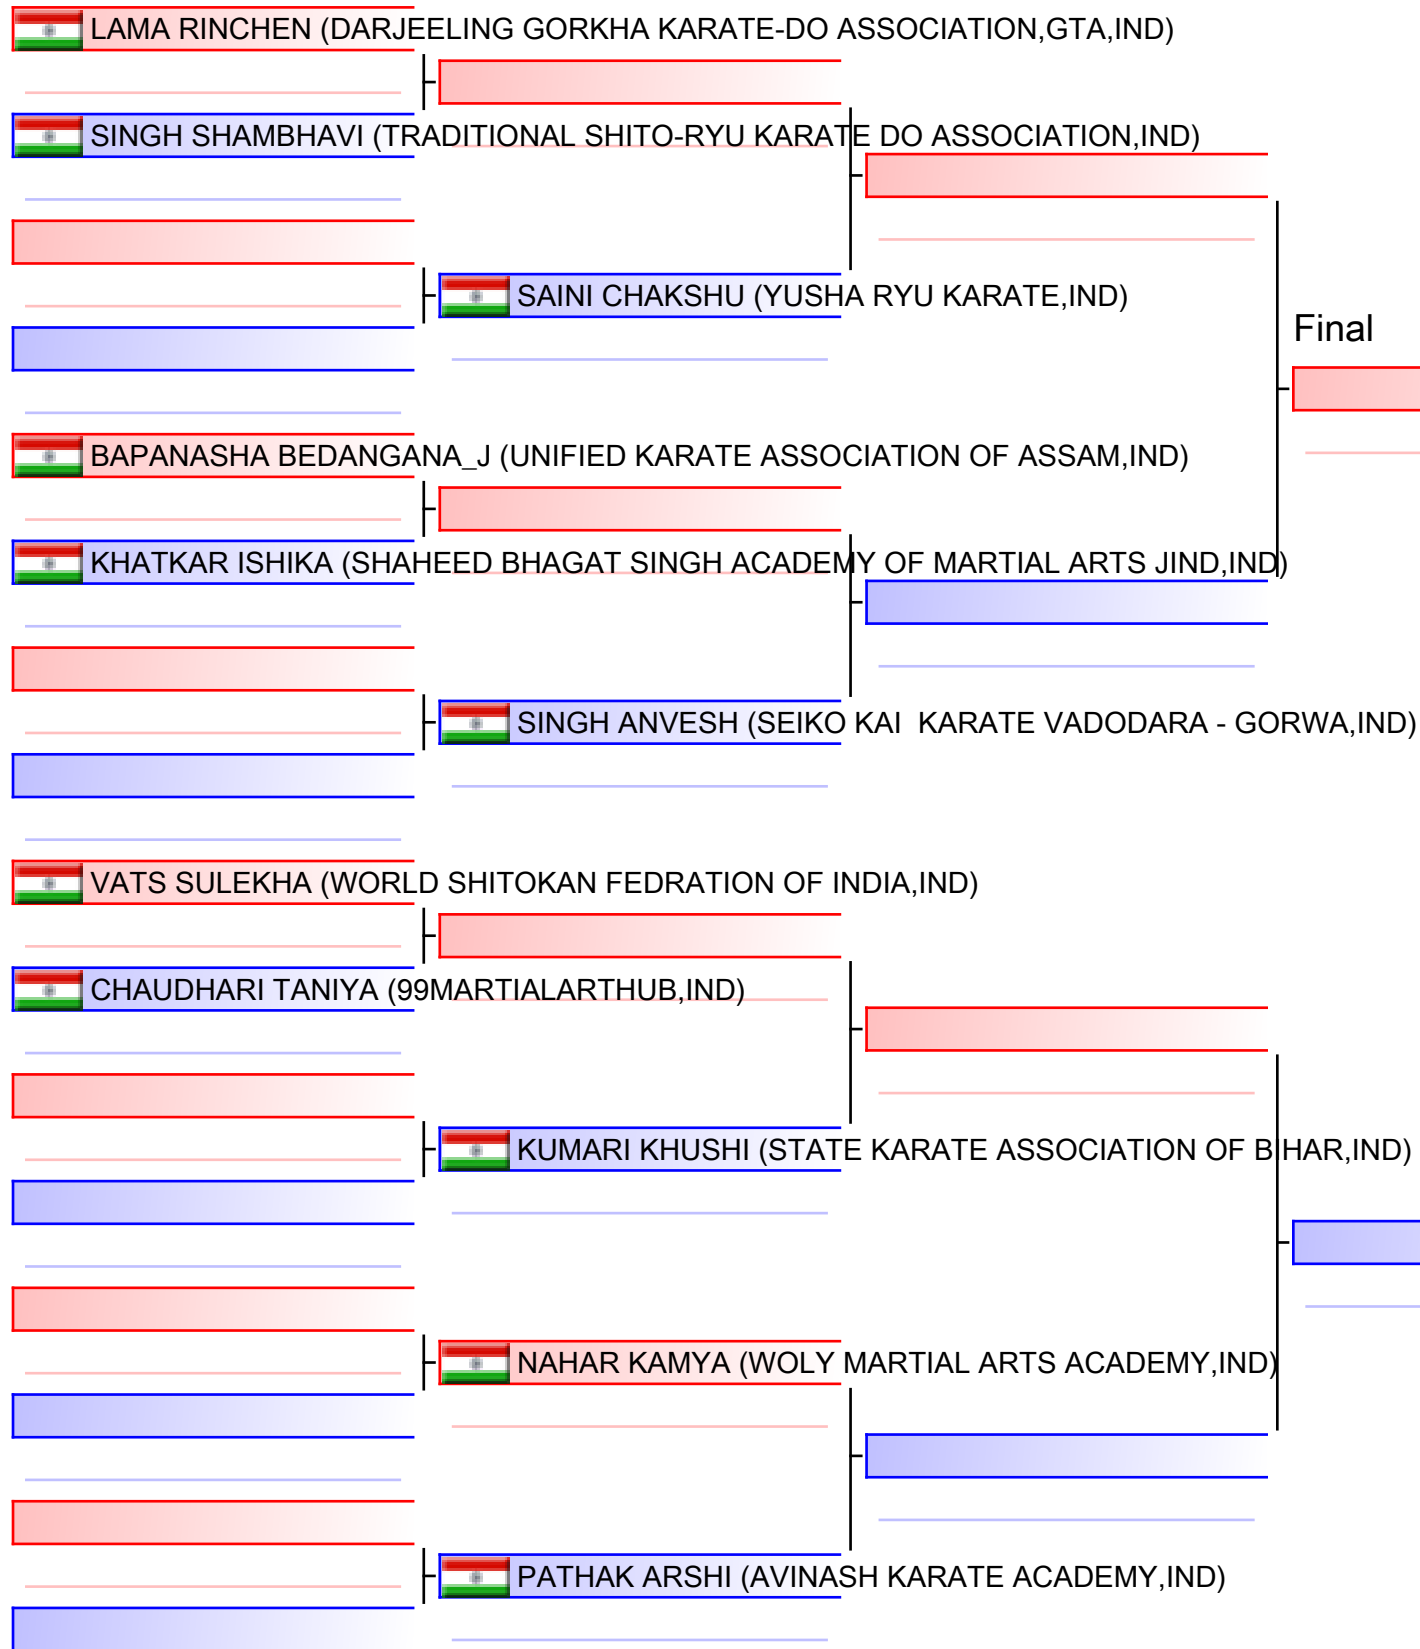 LAMA RINCHEN (DARJEELING GORKHA KARATE-DO ASSOCIATION,GTA,IND)
SINGH SHAMBHAVI (TRADITIONAL SHITO-RYU KARATE DO ASSOCIATION,IND)
SAINI CHAKSHU (YUSHA RYU KARATE,IND)
Final
BAPANASHA BEDANGANA_J (UNIFIED KARATE ASSOCIATION OF ASSAM,IND)
KHATKAR ISHIKA (SHAHEED BHAGAT SINGH ACADEMY OF MARTIAL ARTS JIND,IND)
SINGH ANVESH (SEIKO KAI  KARATE VADODARA - GORWA,IND)
VATS SULEKHA (WORLD SHITOKAN FEDRATION OF INDIA,IND)
CHAUDHARI TANIYA (99MARTIALARTHUB,IND)
KUMARI KHUSHI (STATE KARATE ASSOCIATION OF BIHAR,IND)
NAHAR KAMYA (WOLY MARTIAL ARTS ACADEMY,IND)
PATHAK ARSHI (AVINASH KARATE ACADEMY,IND)